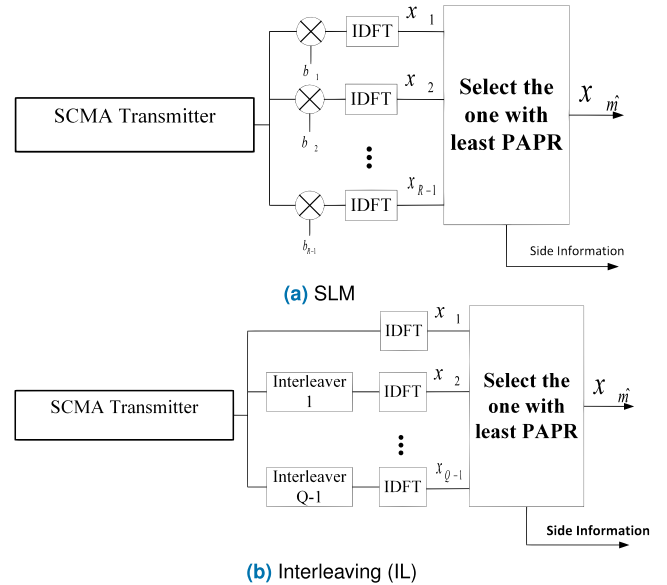 IDFT x 1
b 1
SCMA Transmitter
IDFT x 2
b 2
Select the
one with
least PAPR
x m̂
IDFT x R-1
b R-1
Side Information
(a) SLM
IDFT x 1
SCMA Transmitter
Interleaver
1
IDFT x 2
Select the
one with
least PAPR
x m̂
Interleaver
Q-1
IDFT x Q-1
Side Information
(b) Interleaving (IL)